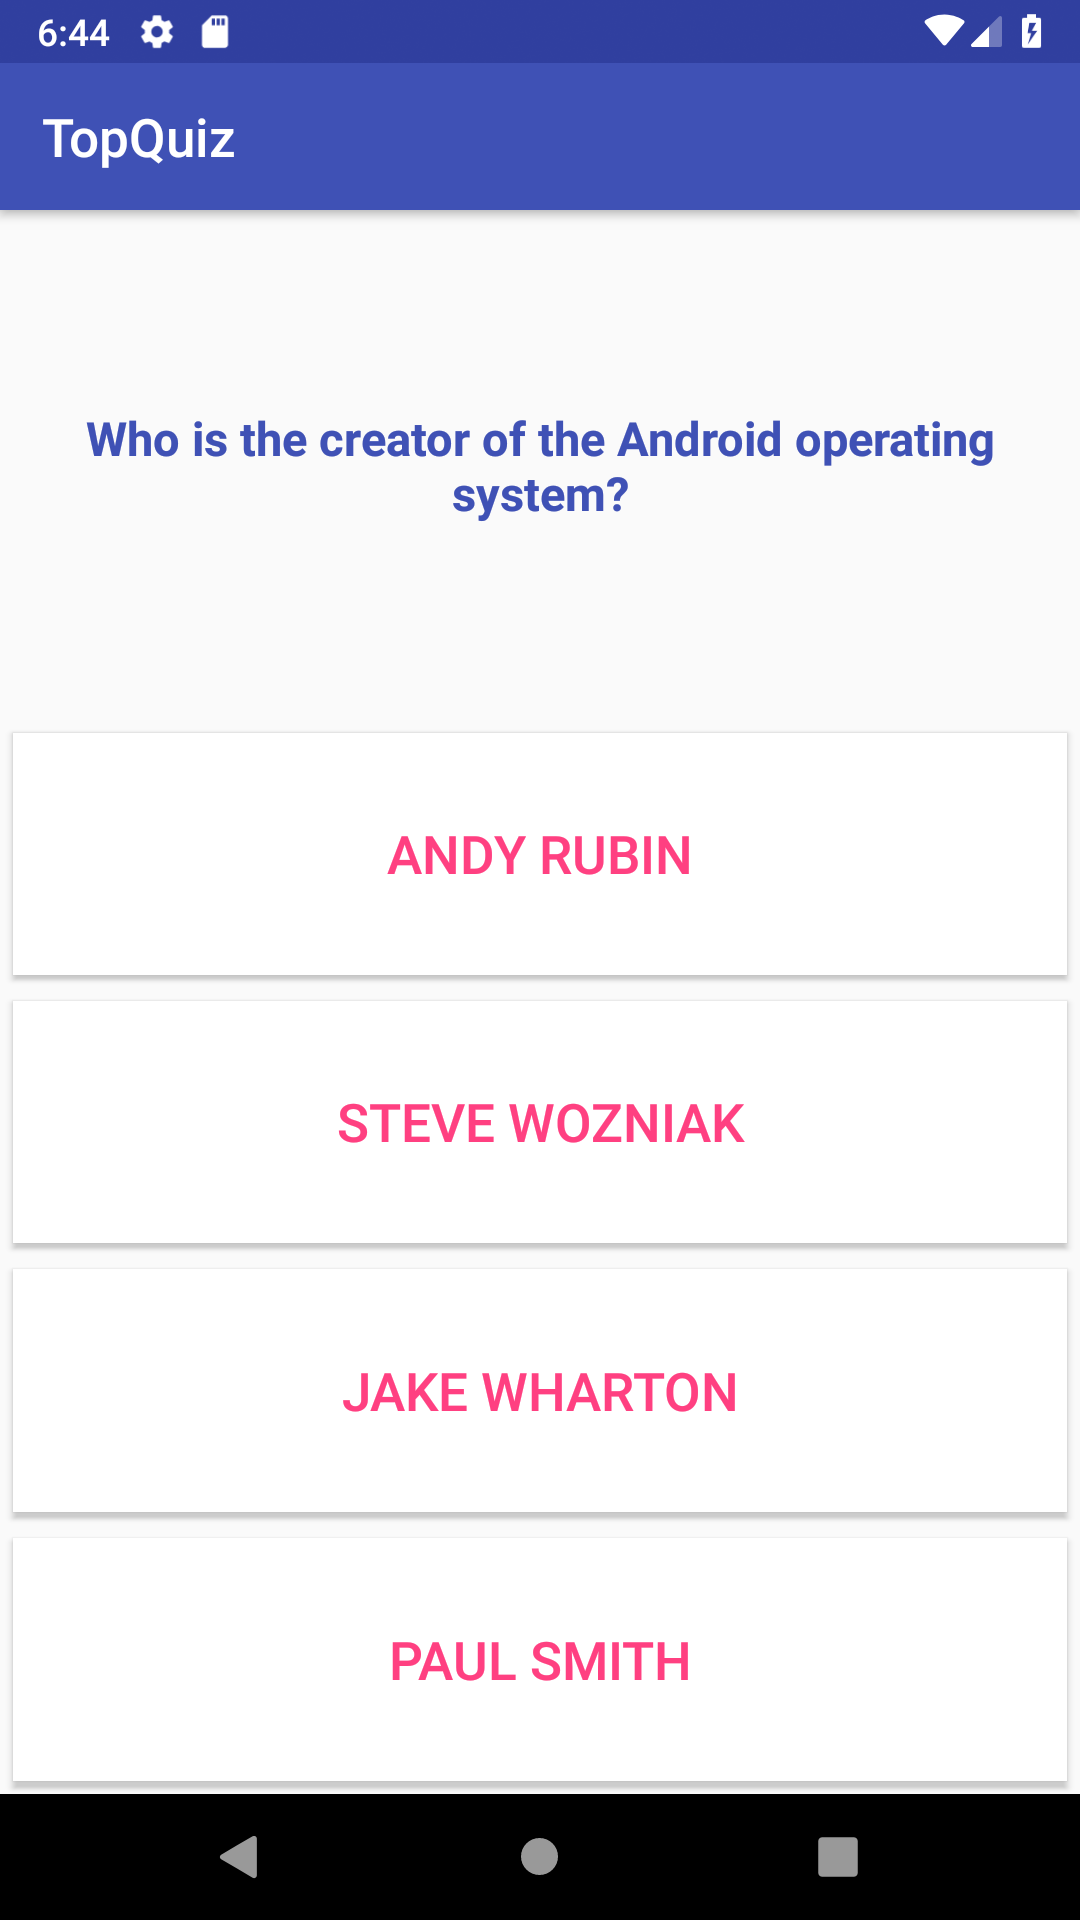 6:44
TopQuiz
Who is the creator of the Android operating
system?
ANDY RUBIN
STEVE WOZNIAK
JAKE WHARTON
PAUL SMITH